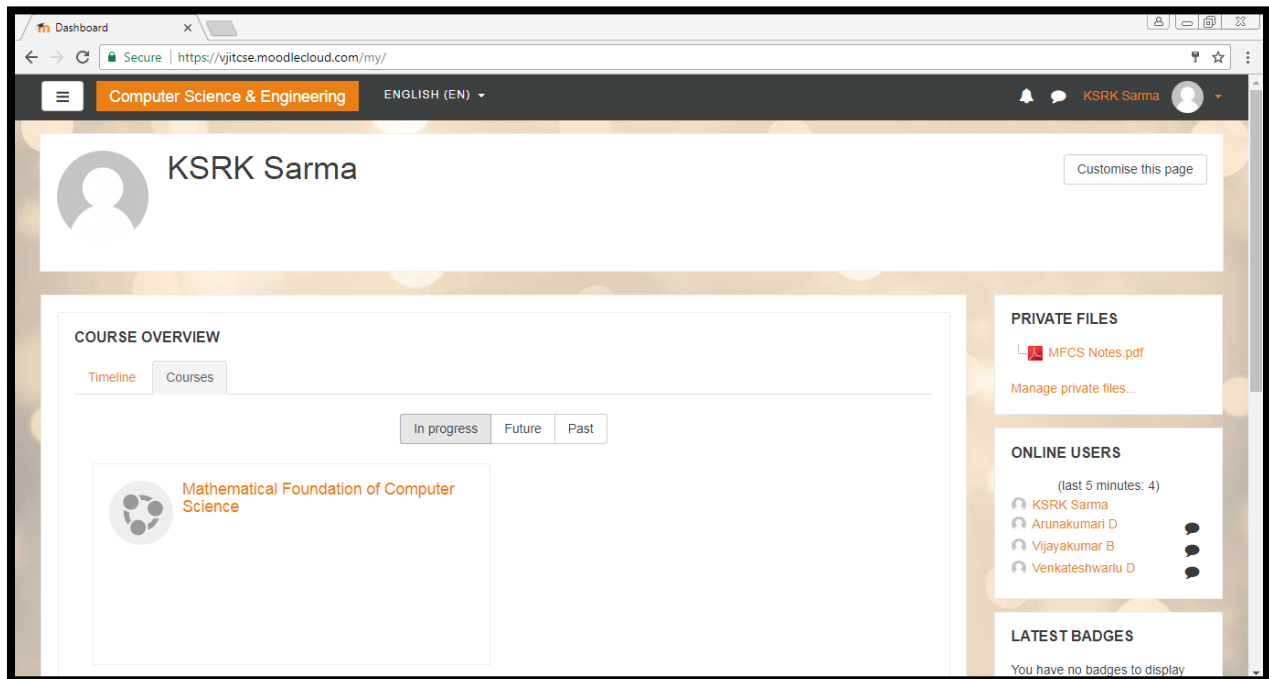 Dashboard
Secure | https://vjitcse.moodlecloud.com/my/
Computer Science & Engineering
ENGLISH (EN)
KSRK Sarma
KSRK Sarma
Customise this page
COURSE OVERVIEW
Timeline
Courses
In progress
Future
Past
Mathematical Foundation of Computer
Science
PRIVATE FILES
MFCS Notes.pdf
Manage private files...
ONLINE USERS
(last 5 minutes: 4)
KSRK Sarma
Arunakumari D
Vijayakumar B
Venkateshwarlu D
LATEST BADGES
You have no badges to display